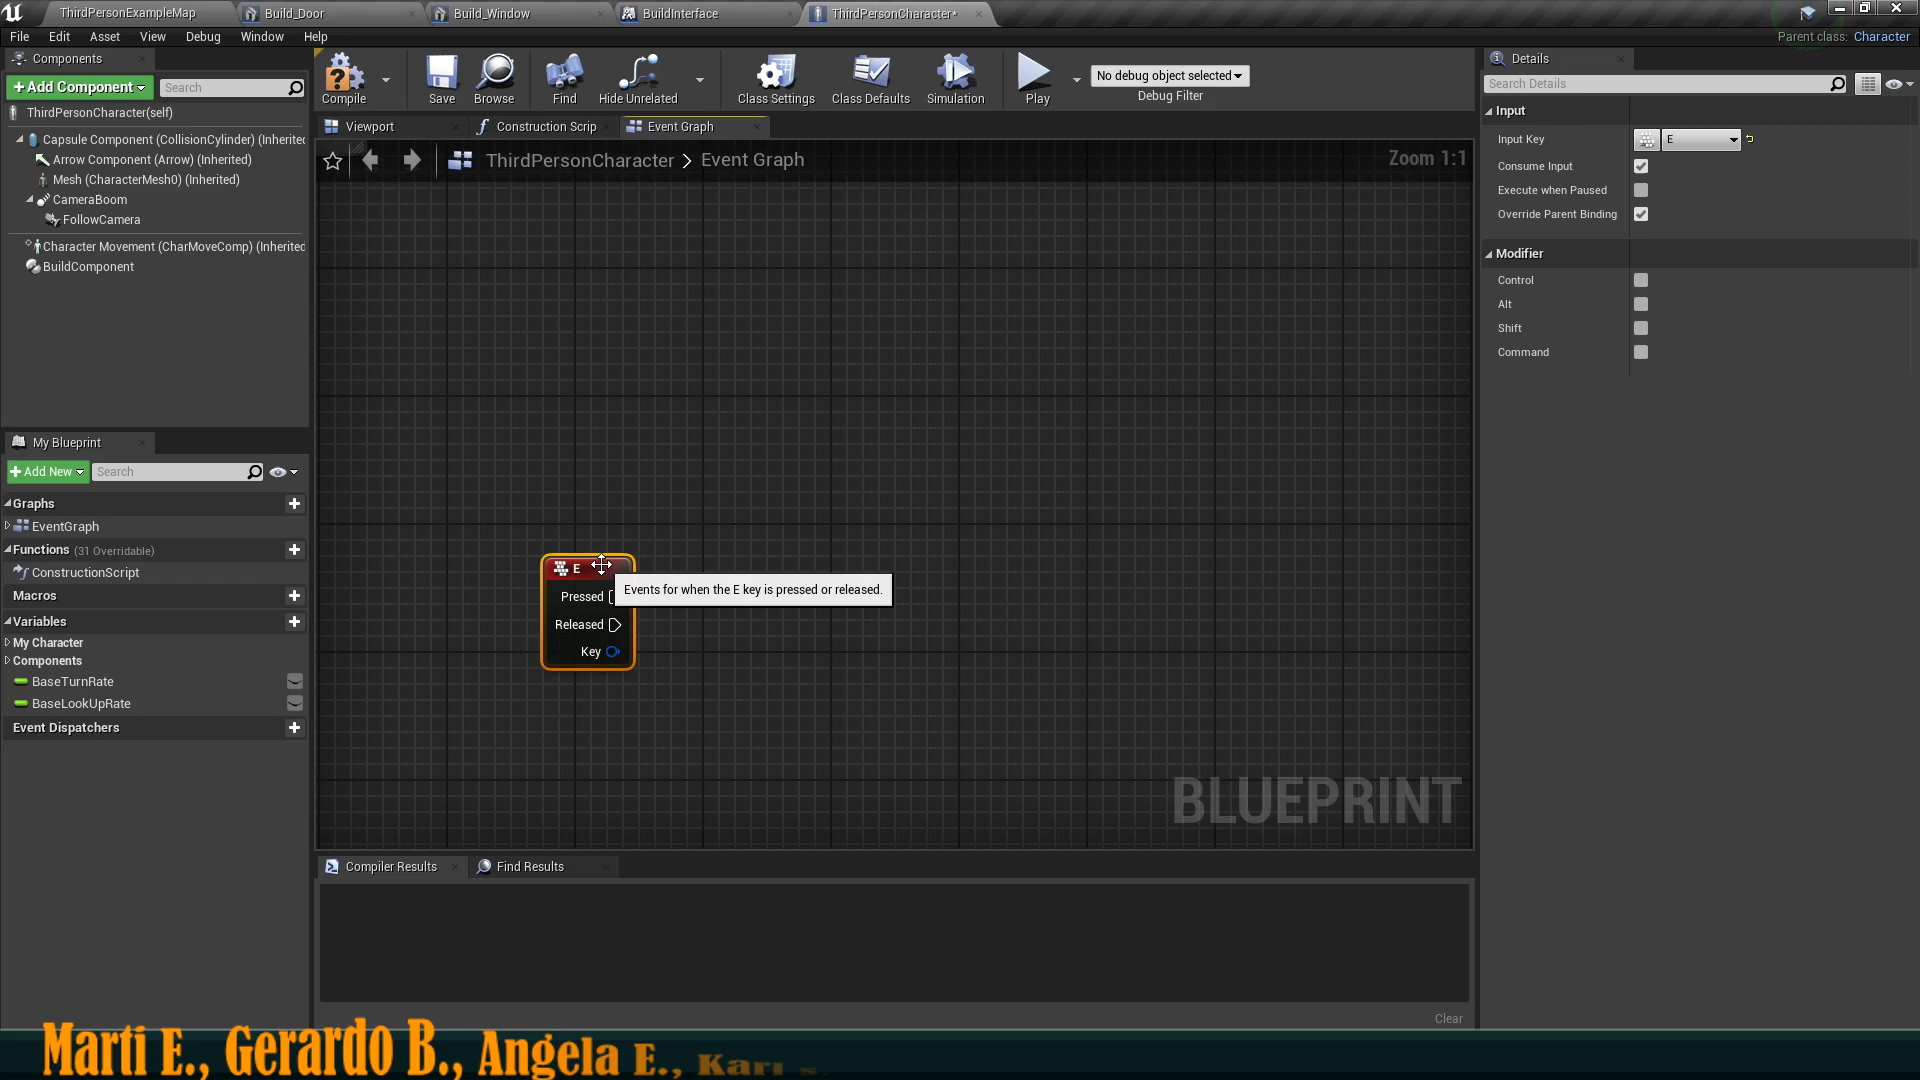 ThirdPersonExampleMap
Build_Door
Build_Window
BuildInterface
ThirdPersonCharacter*
File Edit Asset View Debug Window Help
Parent class: Character
Components
+Add Component
Search
ThirdPersonCharacter(self)
Capsule Component (CollisionCylinder) (Inherited
Arrow Component (Arrow) (Inherited)
Mesh (CharacterMesh0) (Inherited)
CameraBoom
FollowCamera
Character Movement (CharMoveComp) (Inherited
BuildComponent
My Blueprint
+Add New
Search
Graphs
EventGraph
Functions (31 Overridable)
ConstructionScript
Macros
Variables
My Character
Components
BaseTurnRate
BaseLookUpRate
Event Dispatchers
Compile
Save
Browse
Find
Hide Unrelated
Class Settings
Class Defaults
Simulation
Play
No debug object selected
Debug Filter
Viewport
Construction Scrip
Event Graph
ThirdPersonCharacter > Event Graph
Zoom 1:1
E
Pressed
Released
Key
Events for when the E key is pressed or released.
BLUEPRINT
Compiler Results
Find Results
Clear
Details
Search Details
Input
Input Key E
Consume Input
Execute when Paused
Override Parent Binding
Modifier
Control
Alt
Shift
Command
Marti E., Gerardo B., Angela E., Karl